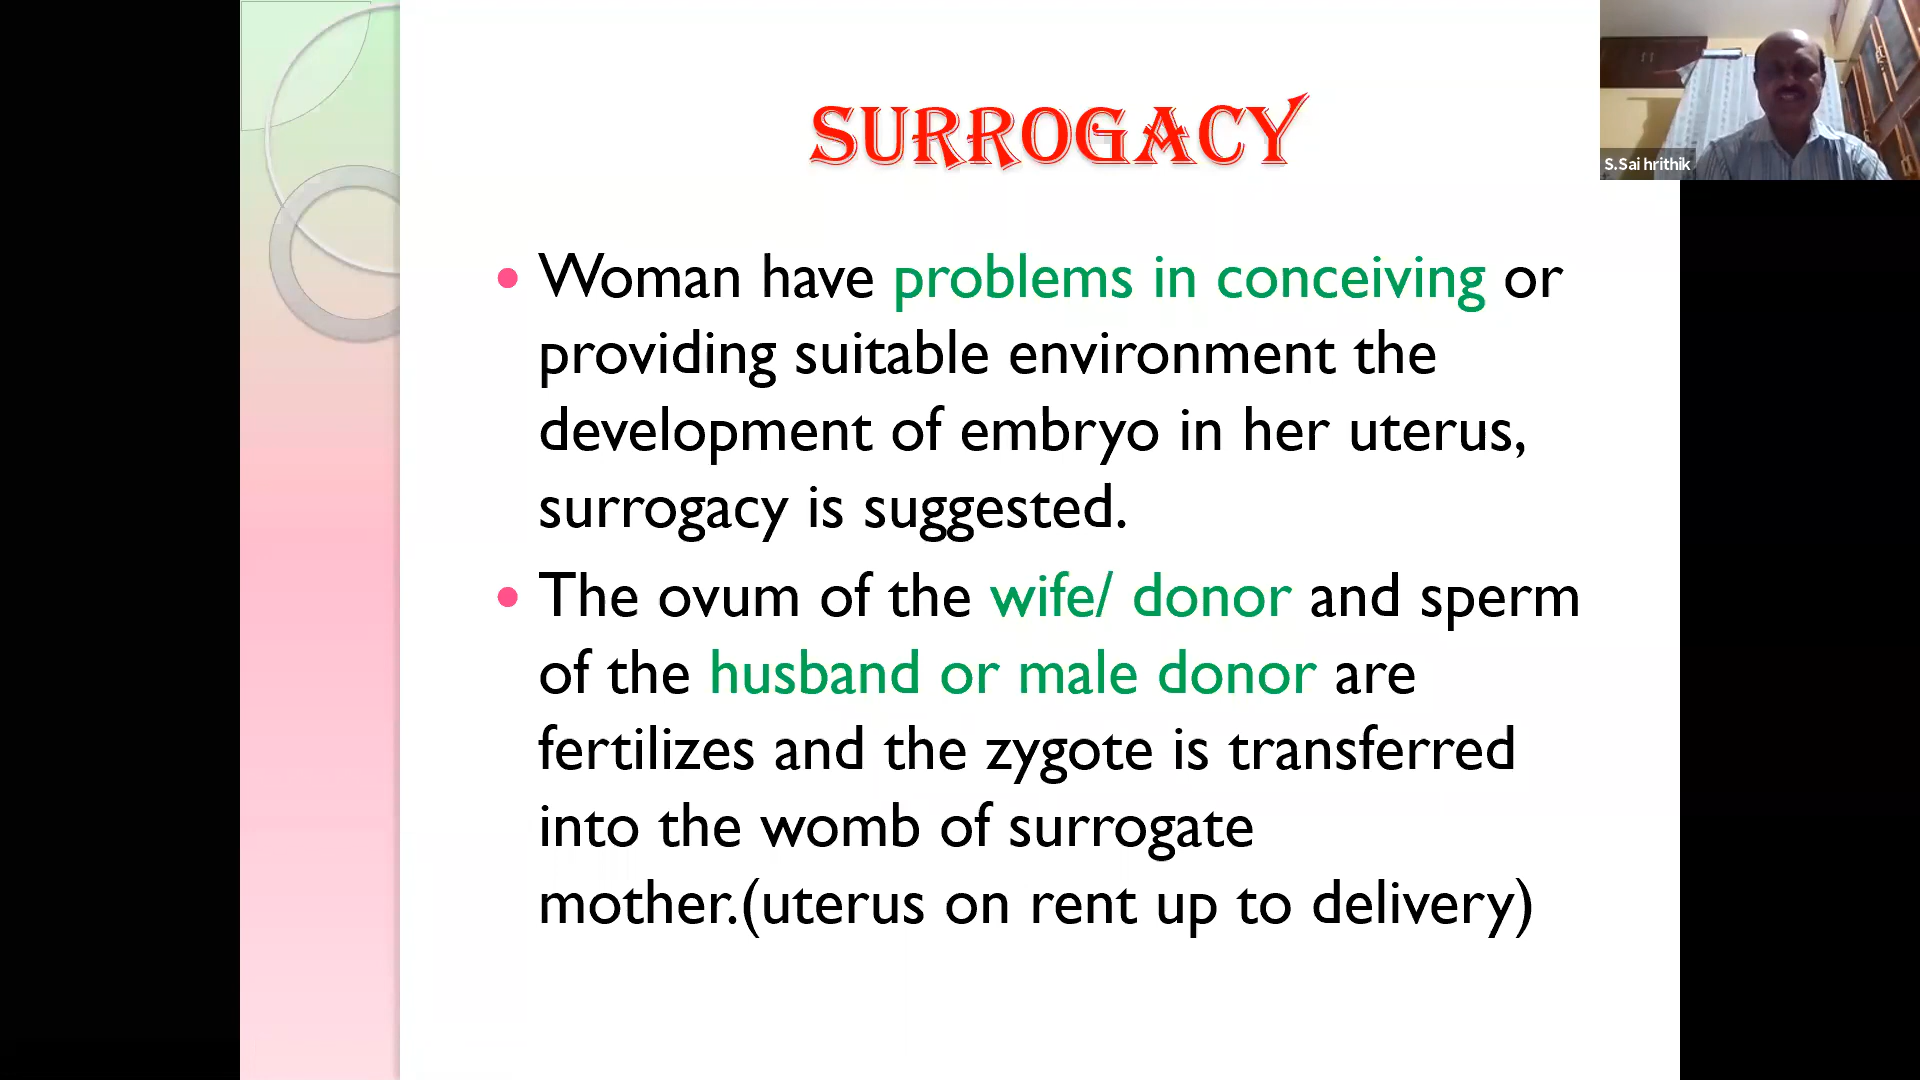 SURROGACY
S.Sai hrithik
• Woman have problems in conceiving or
providing suitable environment the
development of embryo in her uterus,
surrogacy is suggested.
• The ovum of the wife/ donor and sperm
of the husband or male donor are
fertilizes and the zygote is transferred
into the womb of surrogate
mother.(uterus on rent up to delivery)